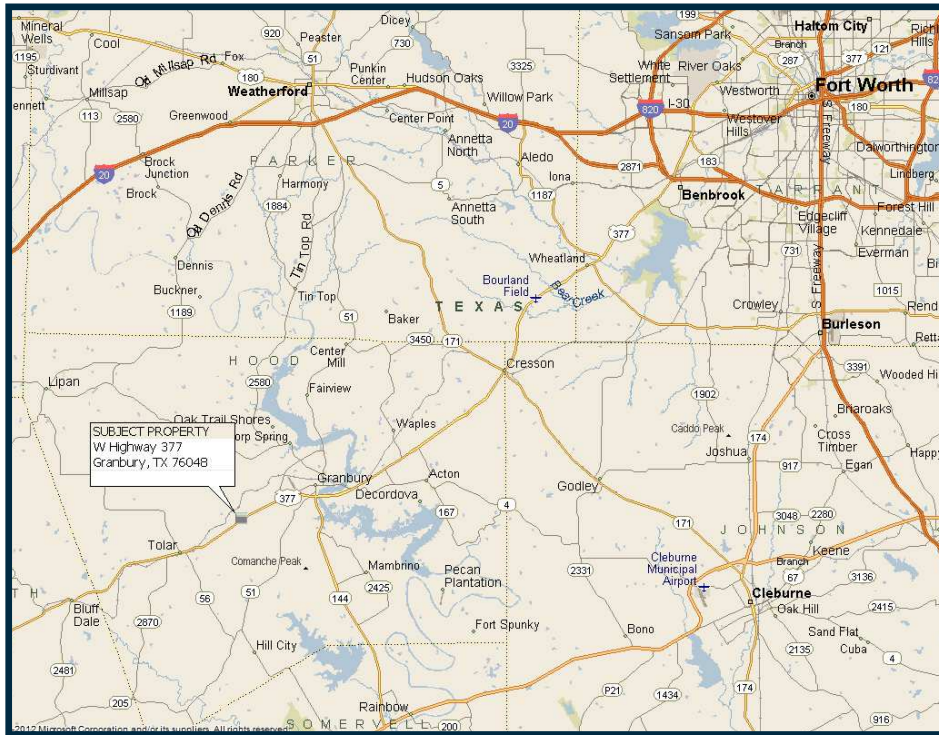 Mineral
Wells
Cool
920
Peaster
51
Dicey
730
3325
199
Sansom Park
Haltom City
Branch
377
121
287
1195
Sturdivant
Old Millsap Rd
Fox
180
Punkin
Center
Hudson Oaks
White
Settlement
River Oaks
Fort Worth
Millsap
Weatherford
Willow Park
820
I-30
Westworth
180
113
2580
Greenwood
Center Point
20
Westover
Hills
S Freeway
Annetta
North
Dalworthington
Brock
Junction
PARKER
Aledo
2871
183
Lindberg
20
Harmony
5
Iona
Benbrook
TARRANT
Brock
Old Dennis Rd
1884
Annetta
South
1187
Edgecliff
Village
Forest Hill
Kennedale
Tin Top Rd
377
731
Everman
Dennis
Wheatland
S Freeway
Buckner
Tin Top
Bourland
Field
Bear Creek
1015
TEXAS
1189
51
Baker
Crowley
Burleson
HOOD
Center
Mill
3450
171
Cresson
3391
Lipan
2580
Fairview
1902
Briaroaks
Oak Trail Shores
Waples
Caddo Peak
174
Cross
Timber
SUBJECT PROPERTY
W Highway 377
Granbury, TX 76048
Joshua
917
Egan
Granbury
Acton
Godley
377
Decordova
167
4
171
3048
2280
JOHNSON
Tolar
Comanche Peak
Keene
Mambrino
Pecan
Plantation
2331
Cleburne
Municipal
Airport
Branch
67
3136
56
51
144
2425
Cleburne
Oak Hill
2415
Bluff
Dale
2870
Fort Spunky
Bono
Sand Flat
Hill City
2135
Cuba
4
2481
P21
1434
174
205
Rainbow
916
SOMERVELL
200
©2012 Microsoft Corporation and/or its suppliers. All rights reserved.